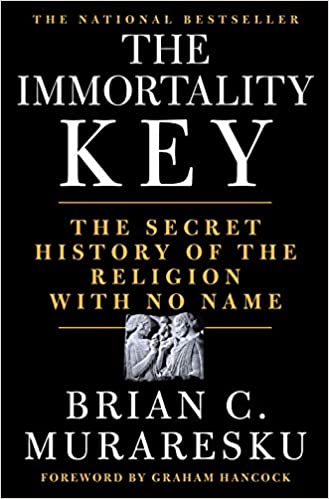 THE NATIONAL BESTSELLER
THE
IMMORTALITY
KEY
THE SECRET
HISTORY OF THE
RELIGION
WITH NO NAME
BRIAN C.
MURARESKU
FOREWORD BY GRAHAM HANCOCK